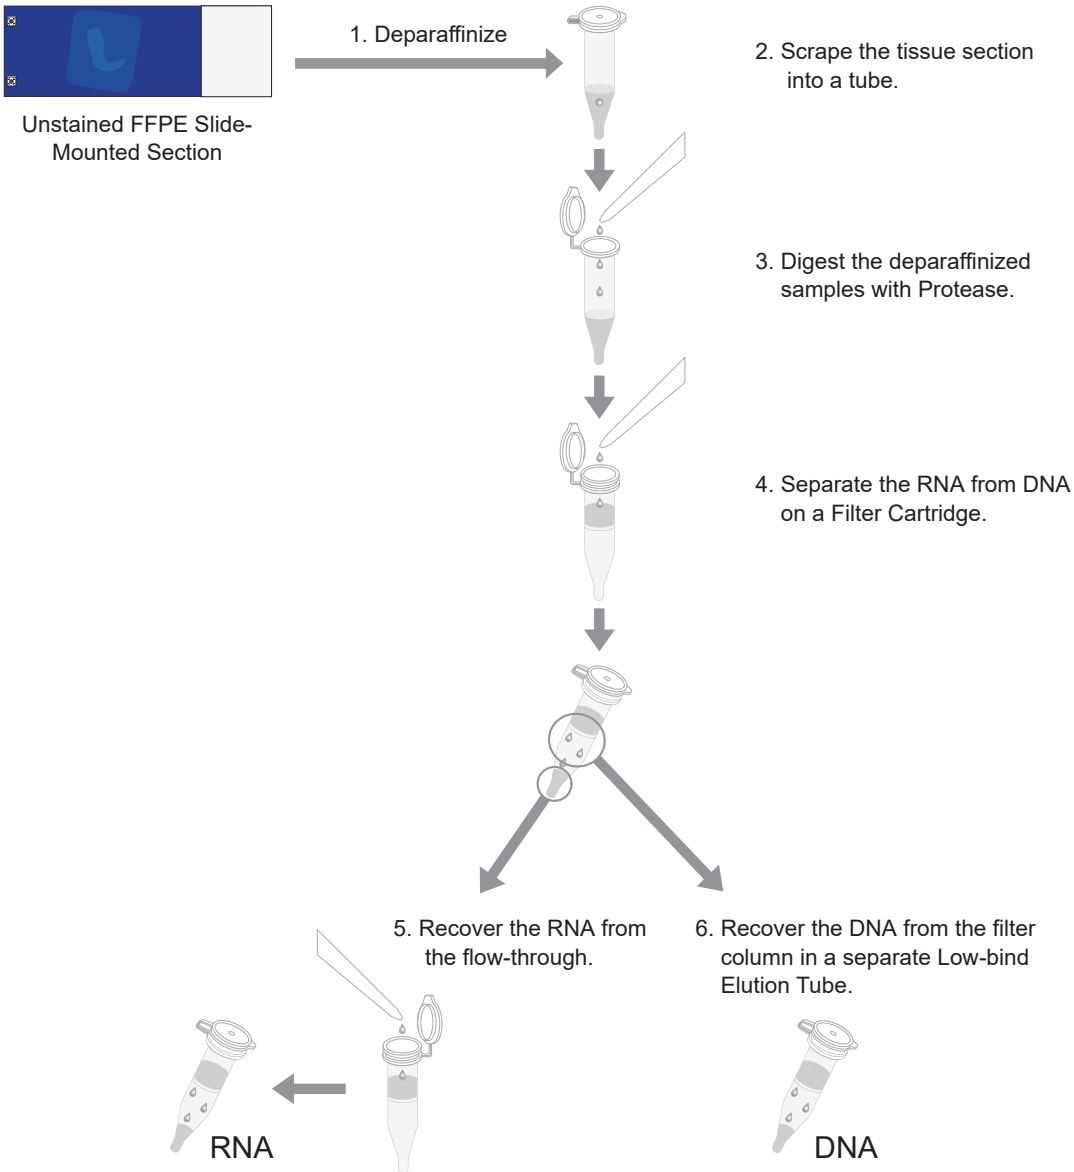 1. Deparaffinize
Unstained FFPE Slide-
Mounted Section
2. Scrape the tissue section
into a tube.
3. Digest the deparaffinized
samples with Protease.
4. Separate the RNA from DNA
on a Filter Cartridge.
5. Recover the RNA from
the flow-through.
6. Recover the DNA from the filter
column in a separate Low-bind
Elution Tube.
RNA
DNA